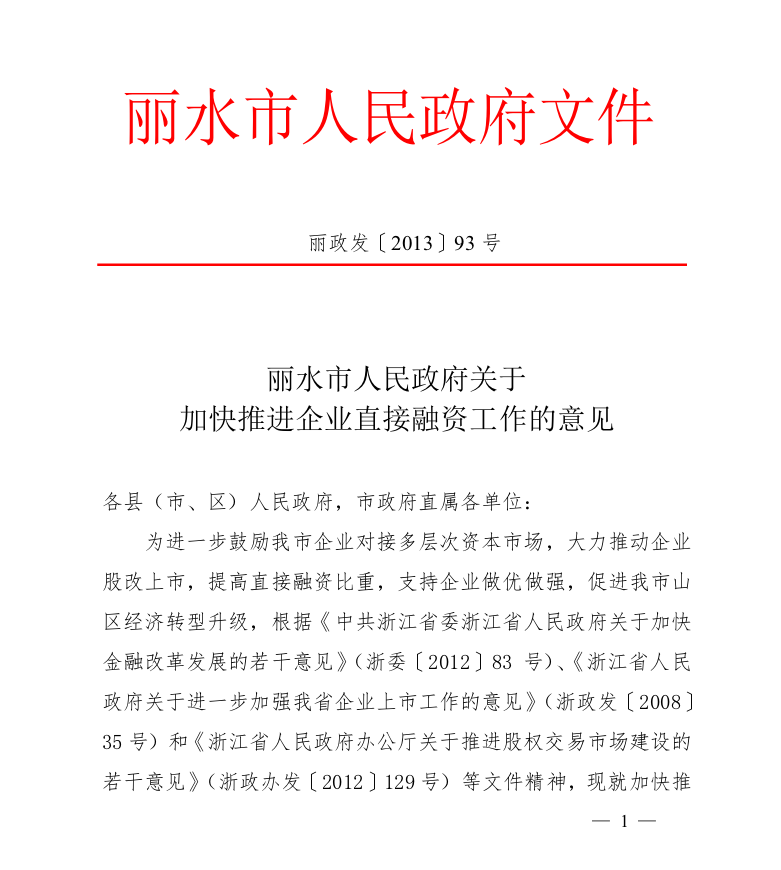 丽水市人民政府文件
丽政发〔2013〕93 号
丽水市人民政府关于
加快推进企业直接融资工作的意见
各县（市、区）人民政府，市政府直属各单位：
为进一步鼓励我市企业对接多层次资本市场，大力推动企业
股改上市，提高直接融资比重，支持企业做优做强，促进我市山
区经济转型升级，根据《中共浙江省委浙江省人民政府关于加快
金融改革发展的若干意见》（浙委〔2012〕83 号）、《浙江省人民
政府关于进一步加强我省企业上市工作的意见》（浙政发〔2008〕
35 号）和《浙江省人民政府办公厅关于推进股权交易市场建设的
若干意见》（浙政办发〔2012〕129 号）等文件精神，现就加快推
— 1 —